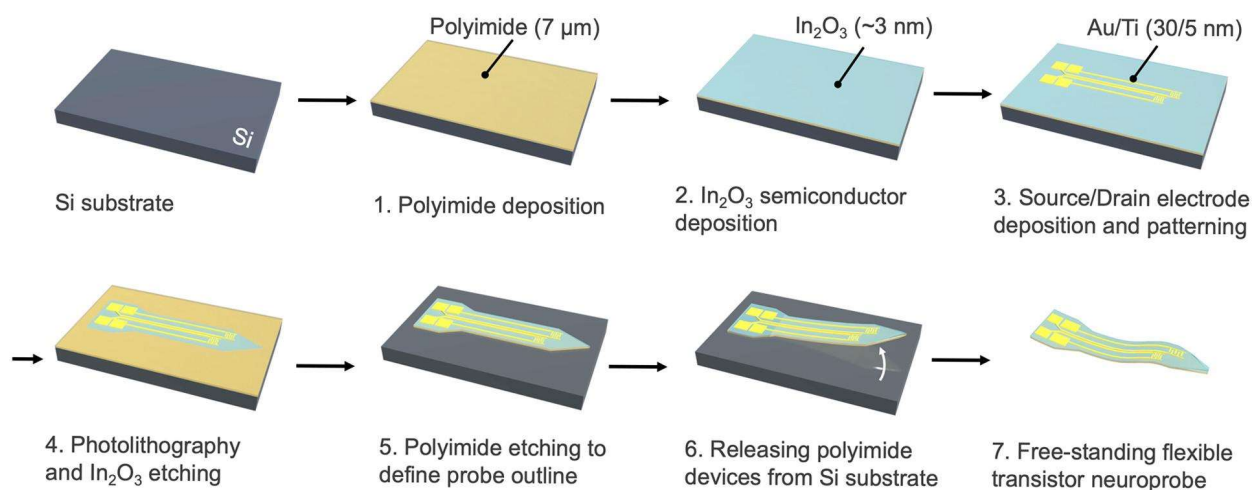 Polyimide (7 µm)
In₂O₃ (~3 nm)
Au/Ti (30/5 nm)
Si
Si substrate
1. Polyimide deposition
2. In₂O₃ semiconductor
deposition
3. Source/Drain electrode
deposition and patterning
4. Photolithography
and In₂O₃ etching
5. Polyimide etching to
define probe outline
6. Releasing polyimide
devices from Si substrate
7. Free-standing flexible
transistor neuroprobe